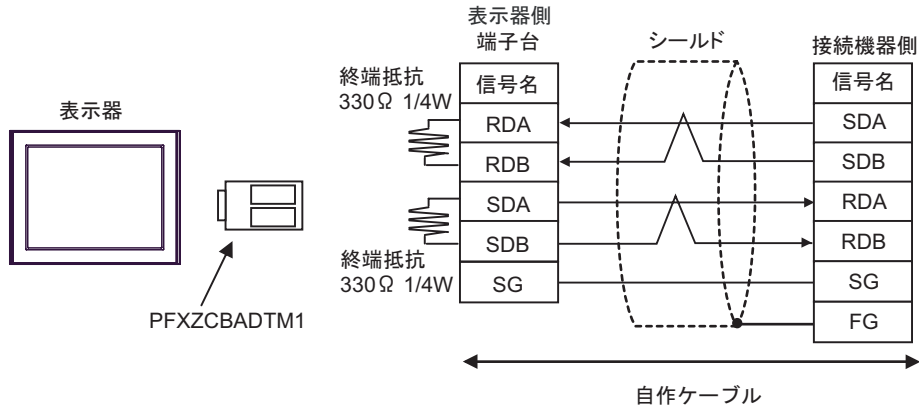 表示器
PFXZCBADTM1
終端抵抗
330Ω 1/4W
終端抵抗
330Ω 1/4W
表示器側
端子台
信号名
RDA
RDB
SDA
SDB
SG
シールド
接続機器側
信号名
SDA
SDB
RDA
RDB
SG
FG
自作ケーブル